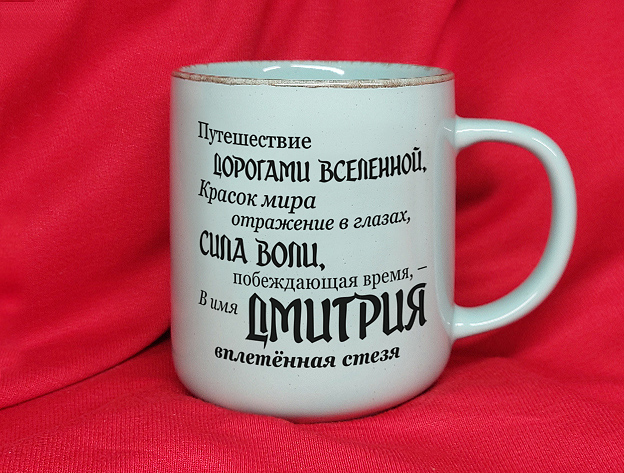 Путешествие
ДОРОГАМИ ВСЕЛЕННОЙ,
Красок мира
отражение в глазах,
СИЛА ВОЛИ,
побеждающая время, –
В имя ДМИТРИЯ
вплетённая стезя